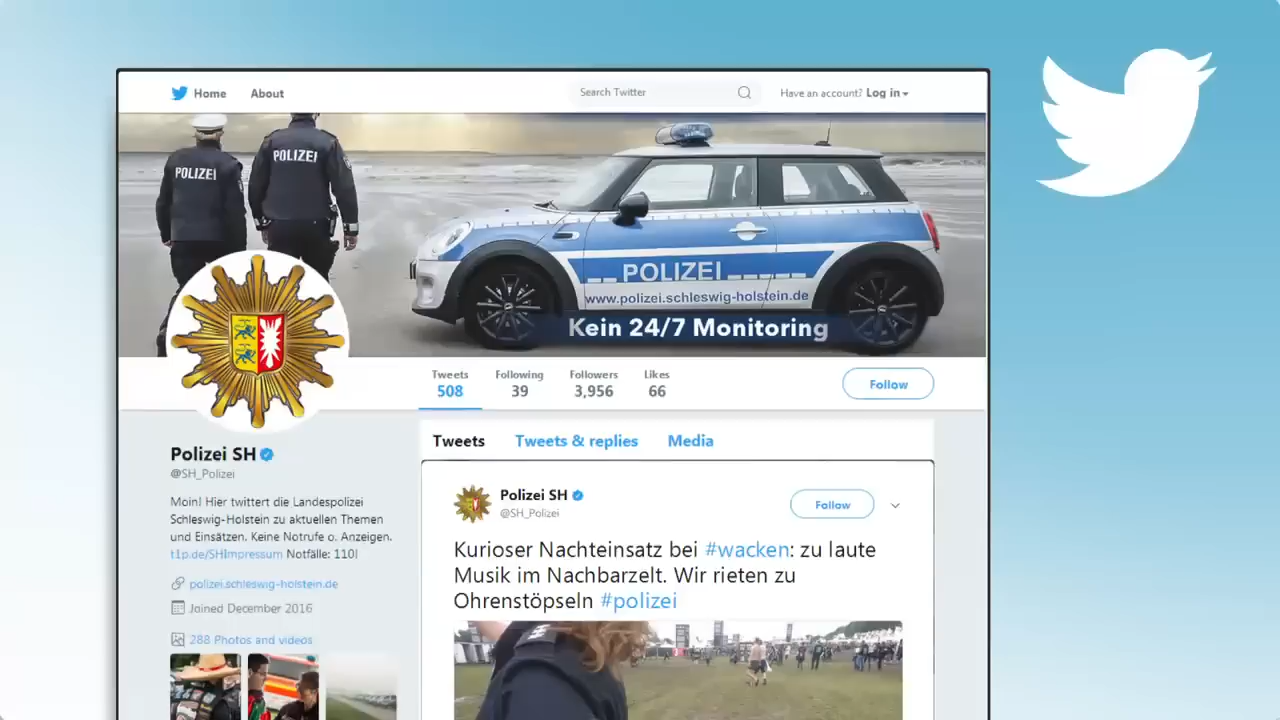 Home
About
Search Twitter
Have an account? Log in
POLIZEI
POLIZEI
POLIZEI
www.polizei.schleswig-holstein.de
Kein 24/7 Monitoring
Tweets
508
Following
39
Followers
3,956
Likes
66
Follow
Polizei SH
@SH_Polizei
Moin! Hier twittert die Landespolizei
Schleswig-Holstein zu aktuellen Themen
und Einsätzen. Keine Notrufe o. Anzeigen.
t1p.de/SHImpressum Notfälle: 110!
polizei.schleswig-holstein.de
Joined December 2016
288 Photos and videos
Tweets
Tweets & replies
Media
Polizei SH
@SH_Polizei
Follow
Kurioser Nachteinsatz bei #wacken: zu laute
Musik im Nachbarzelt. Wir rieten zu
Ohrenstöpseln #polizei